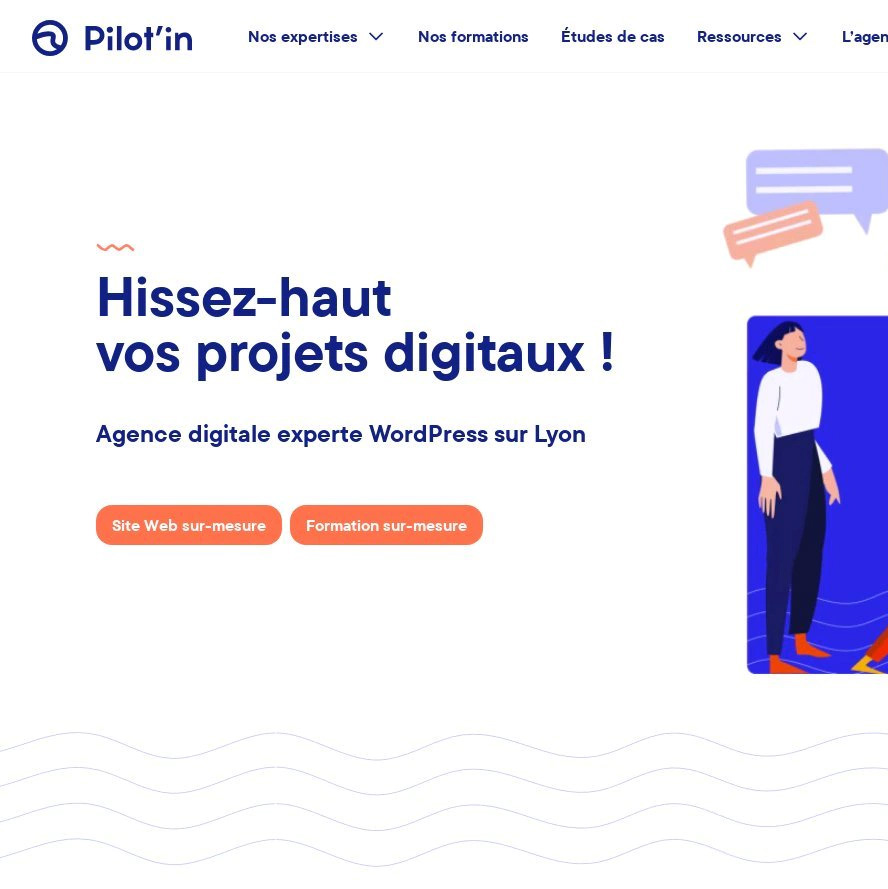 Pilot’in
Nos expertises
Nos formations
Études de cas
Ressources
L’agen
Hissez-haut
vos projets digitaux !
Agence digitale experte WordPress sur Lyon
Site Web sur-mesure
Formation sur-mesure